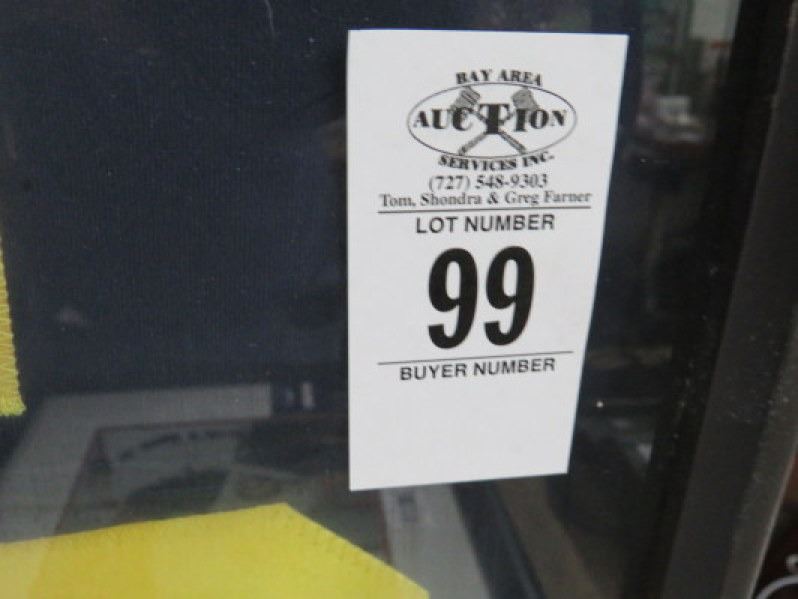 BAY AREA
AUCTION
SERVICES INC.
(727) 548-9303
Tom, Shondra & Greg Farner
LOT NUMBER
99
BUYER NUMBER